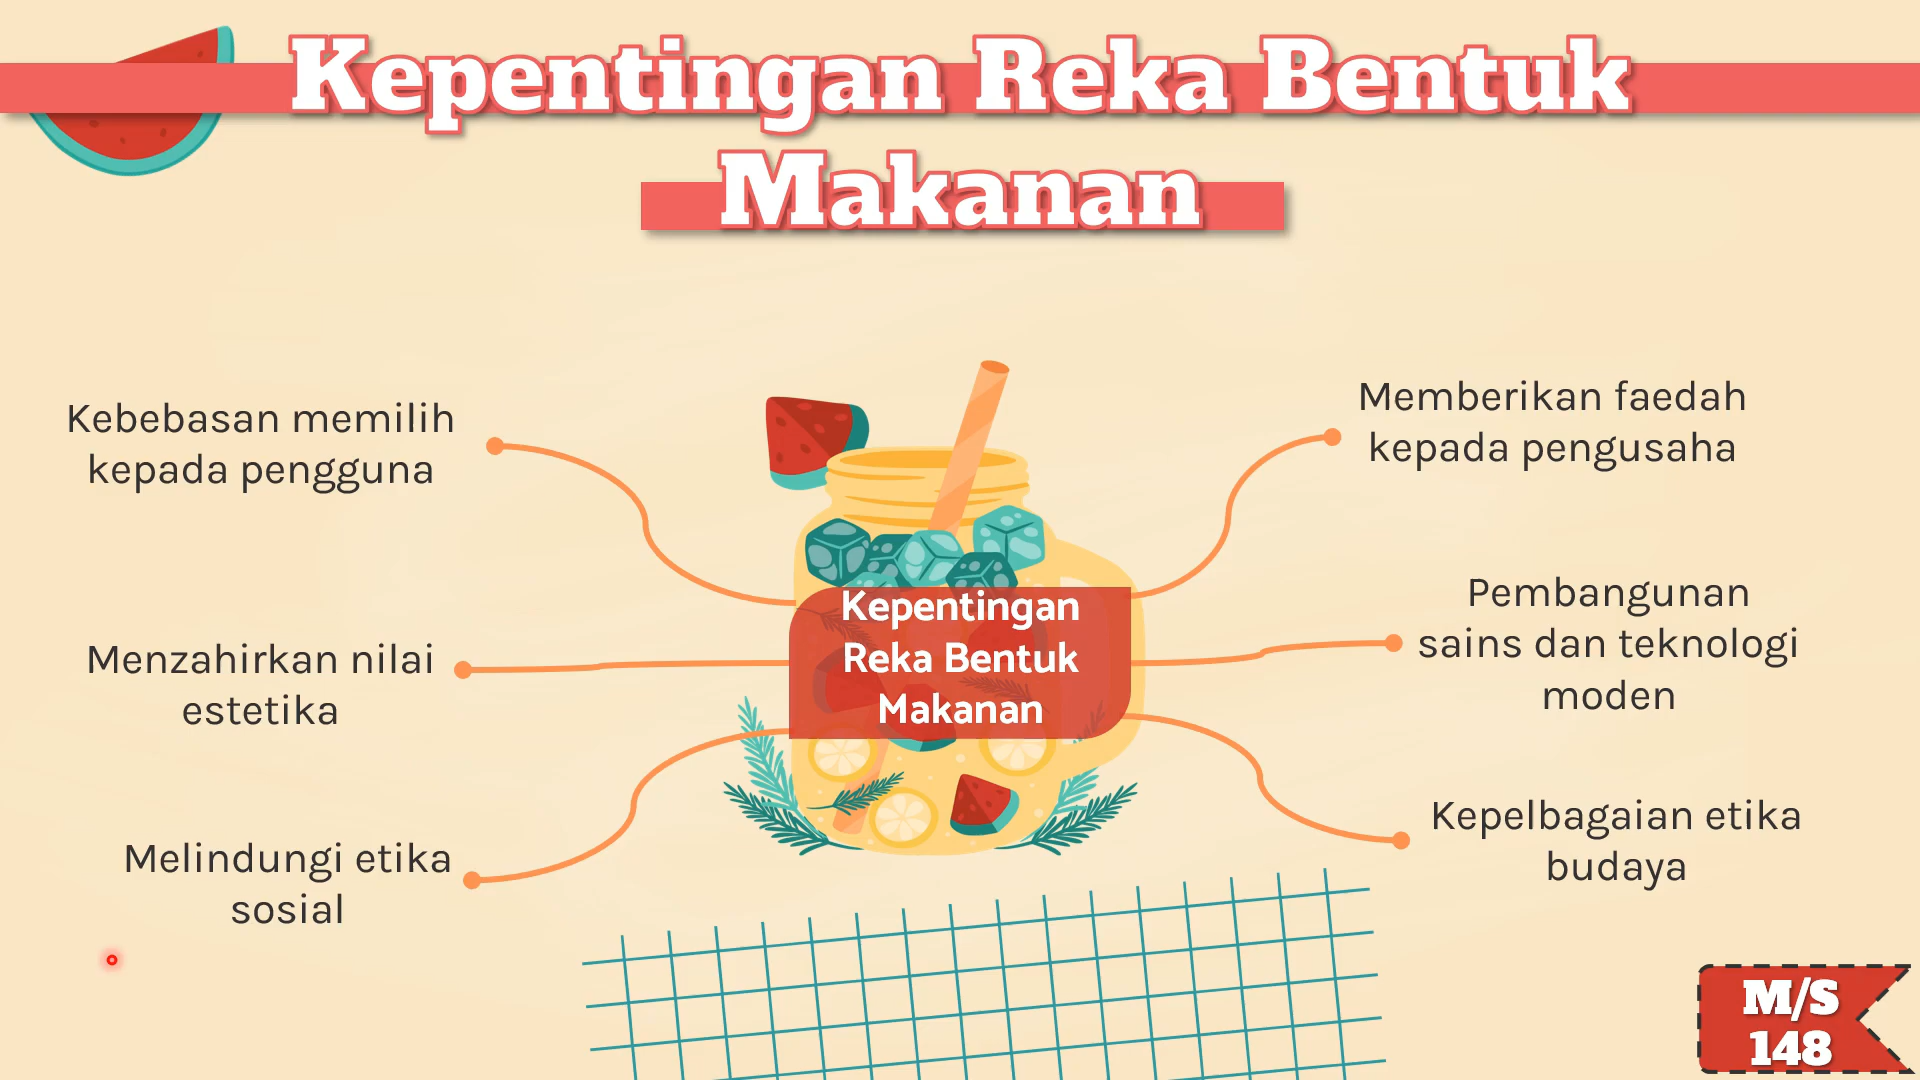 Kepentingan Reka Bentuk
Makanan
Kebebasan memilih
kepada pengguna
Menzahirkan nilai
estetika
Melindungi etika
sosial
Kepentingan
Reka Bentuk
Makanan
Memberikan faedah
kepada pengusaha
Pembangunan
sains dan teknologi
moden
Kepelbagaian etika
budaya
M/S
148